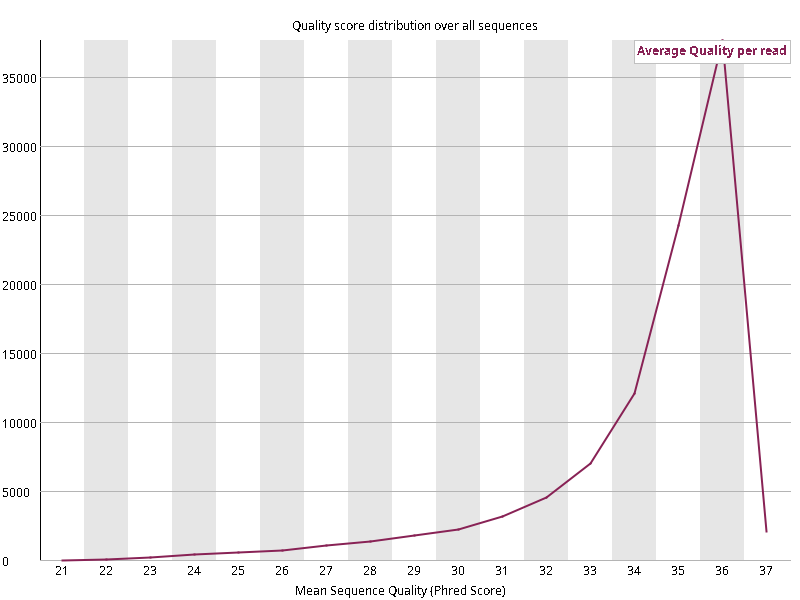 Quality score distribution over all sequences
Average Quality per read
35000
30000
25000
20000
15000
10000
5000
0
21 22 23 24 25 26 27 28 29 30 31 32 33 34 35 36 37
Mean Sequence Quality (Phred Score)